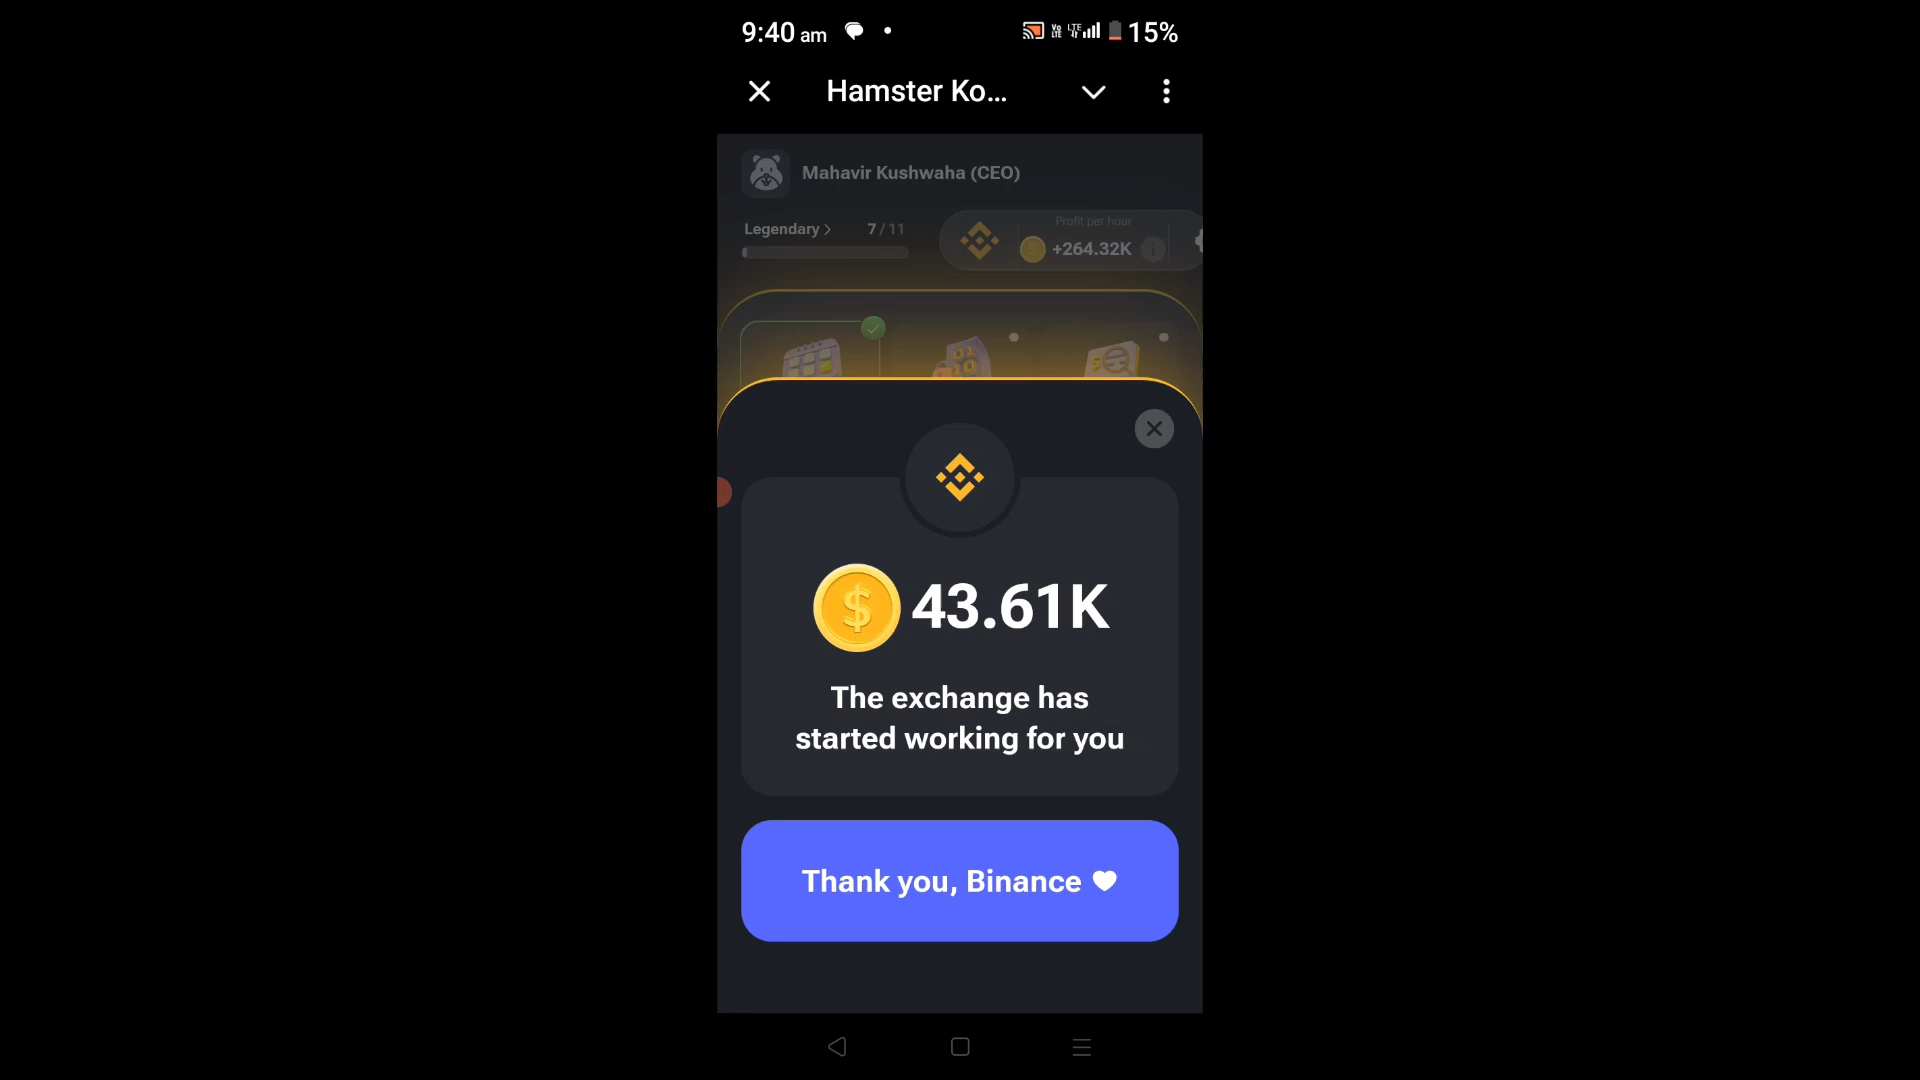 9:40 am 15%
Hamster Ko...
Mahavir Kushwaha (CEO)
Legendary > 7 / 11
Profit per hour
+264.32K
43.61K
The exchange has
started working for you
Thank you, Binance